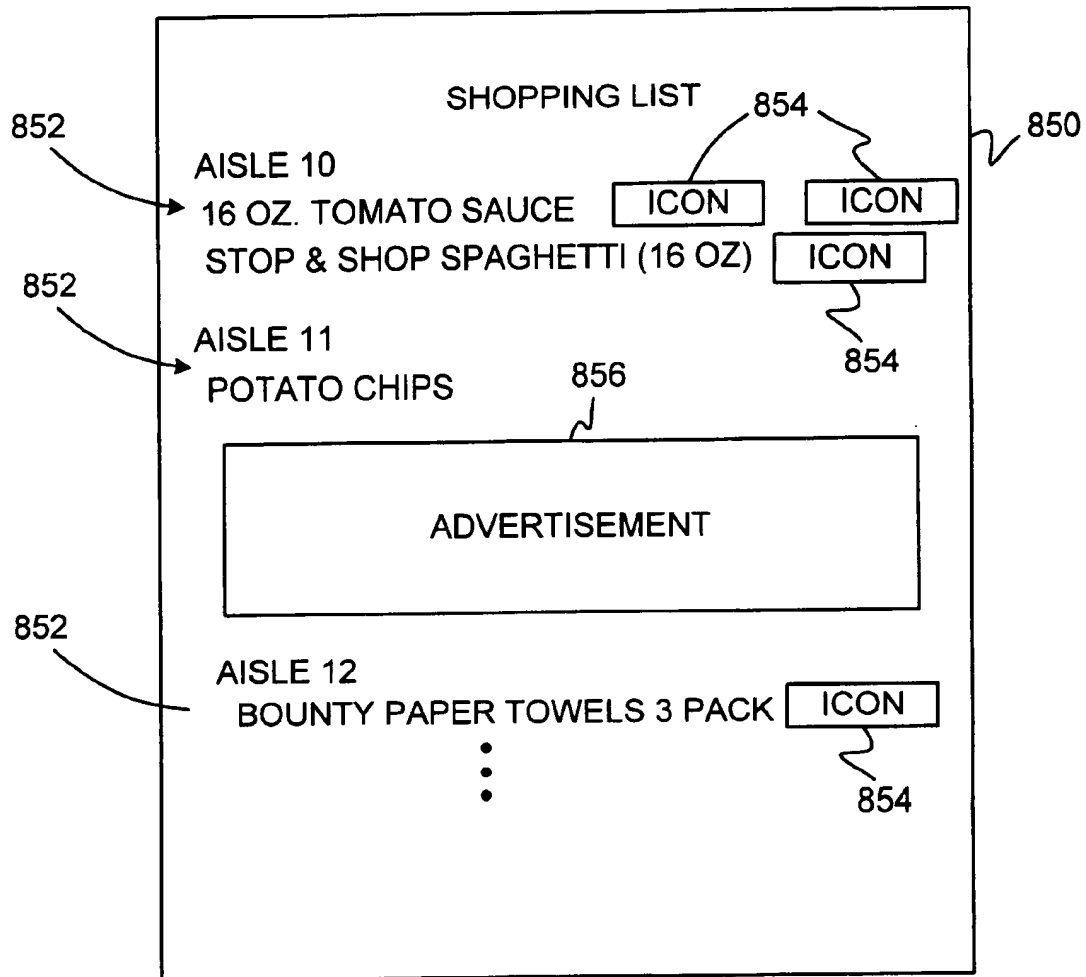 SHOPPING LIST
854
850
852
AISLE 10
16 OZ. TOMATO SAUCE ICON ICON
STOP & SHOP SPAGHETTI (16 OZ) ICON
852
AISLE 11
854
POTATO CHIPS
856
ADVERTISEMENT
852
AISLE 12
BOUNTY PAPER TOWELS 3 PACK ICON
854